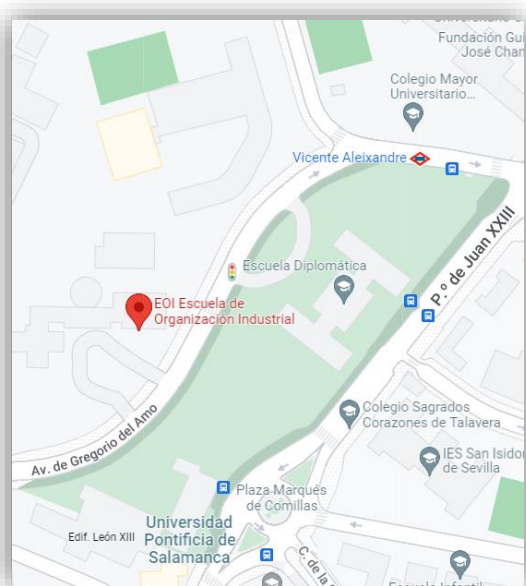 Fundación Gui
José Chan
Colegio Mayor
Universitario...
Vicente Aleixandre
P.º de Juan XXIII
Escuela Diplomática
EOI Escuela de
Organización Industrial
Colegio Sagrados
Corazones de Talavera
Av. de Gregorio del Amo
IES San Isido
de Sevilla
Plaza Marqués
de Comillas
Universidad
Pontificia de
Salamanca
Edif. León XIII
C. de la